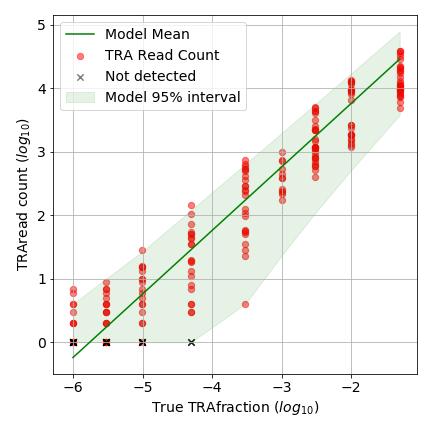 Model Mean
TRA Read Count
Not detected
Model 95% interval
TRAread count (log10)
5
4
3
2
1
0
−6 −5 −4 −3 −2
True TRAfraction (log10)